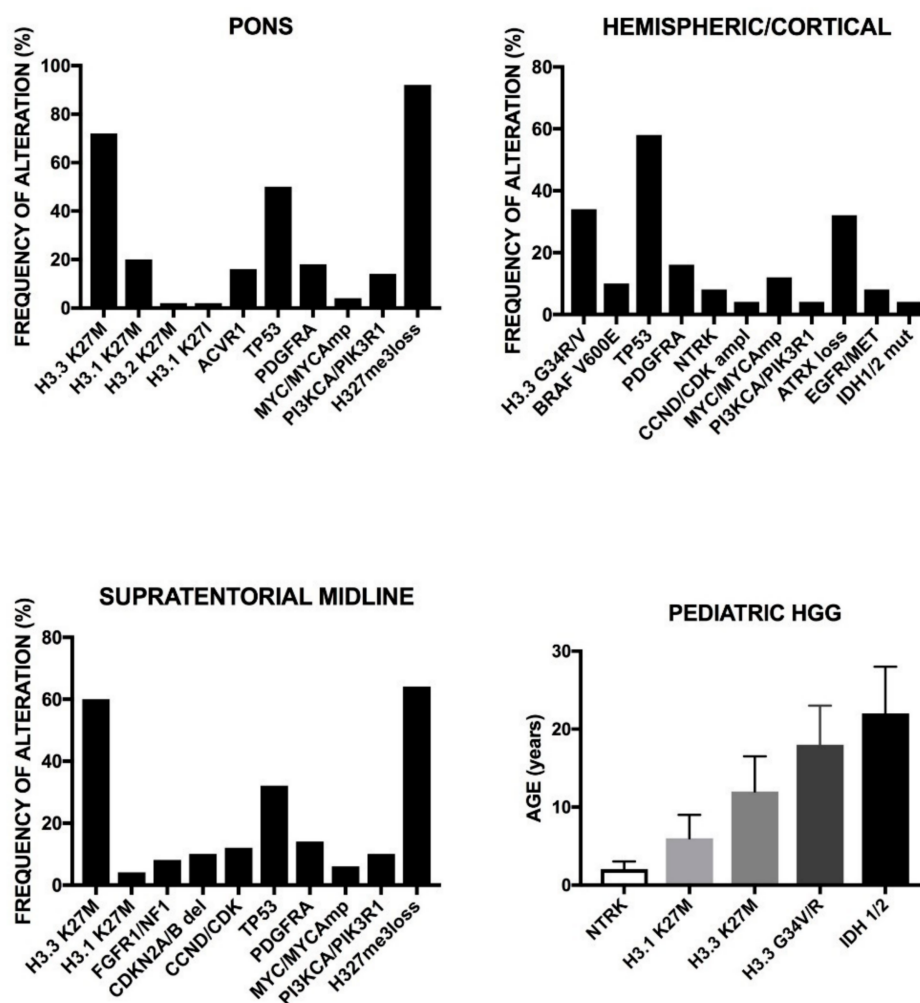 PONS
FREQUENCY OF ALTERATION (%)
100
80
60
40
20
0
H3.3 K27M
H3.1 K27M
H3.2 K27M
H3.1 K27I
ACVR1
TP53
PDGFRA
MYC/MYCAmp
PI3KCA/PIK3R1
H327me3loss
HEMISPHERIC/CORTICAL
FREQUENCY OF ALTERATION (%)
80
60
40
20
0
H3.3 G34R/V
BRAF V600E
TP53
PDGFRA
NTRK
CCND/CDK ampl
MYC/MYCAmp
PI3KCA/PIK3R1
ATRX loss
EGFR/MET
IDH1/2 mut
SUPRATENTORIAL MIDLINE
FREQUENCY OF ALTERATION (%)
80
60
40
20
0
H3.3 K27M
H3.1 K27M
FGFR1/NF1
CDKN2A/B del
CCND/CDK
TP53
PDGFRA
MYC/MYCAmp
PI3KCA/PIK3R1
H327me3loss
PEDIATRIC HGG
AGE (years)
30
20
10
0
NTRK
H3.1 K27M
H3.3 K27M
H3.3 G34V/R
IDH 1/2